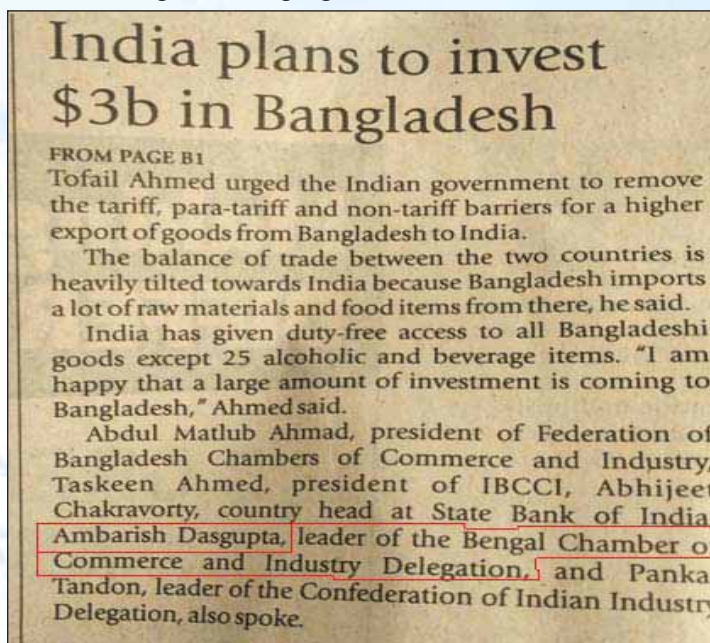 India plans to invest
$3b in Bangladesh
FROM PAGE B1
Tofail Ahmed urged the Indian government to remove
the tariff, para-tariff and non-tariff barriers for a higher
export of goods from Bangladesh to India.
The balance of trade between the two countries is
heavily tilted towards India because Bangladesh imports
a lot of raw materials and food items from there, he said.
India has given duty-free access to all Bangladeshi
goods except 25 alcoholic and beverage items. "I am
happy that a large amount of investment is coming to
Bangladesh," Ahmed said.
Abdul Matlub Ahmad, president of Federation of
Bangladesh Chambers of Commerce and Industry,
Taskeen Ahmed, president of IBCCI, Abhijeet
Chakravorty, country head at State Bank of India
Ambarish Dasgupta, leader of the Bengal Chamber of
Commerce and Industry Delegation, and Panka
Tandon, leader of the Confederation of Indian Industry
Delegation, also spoke.